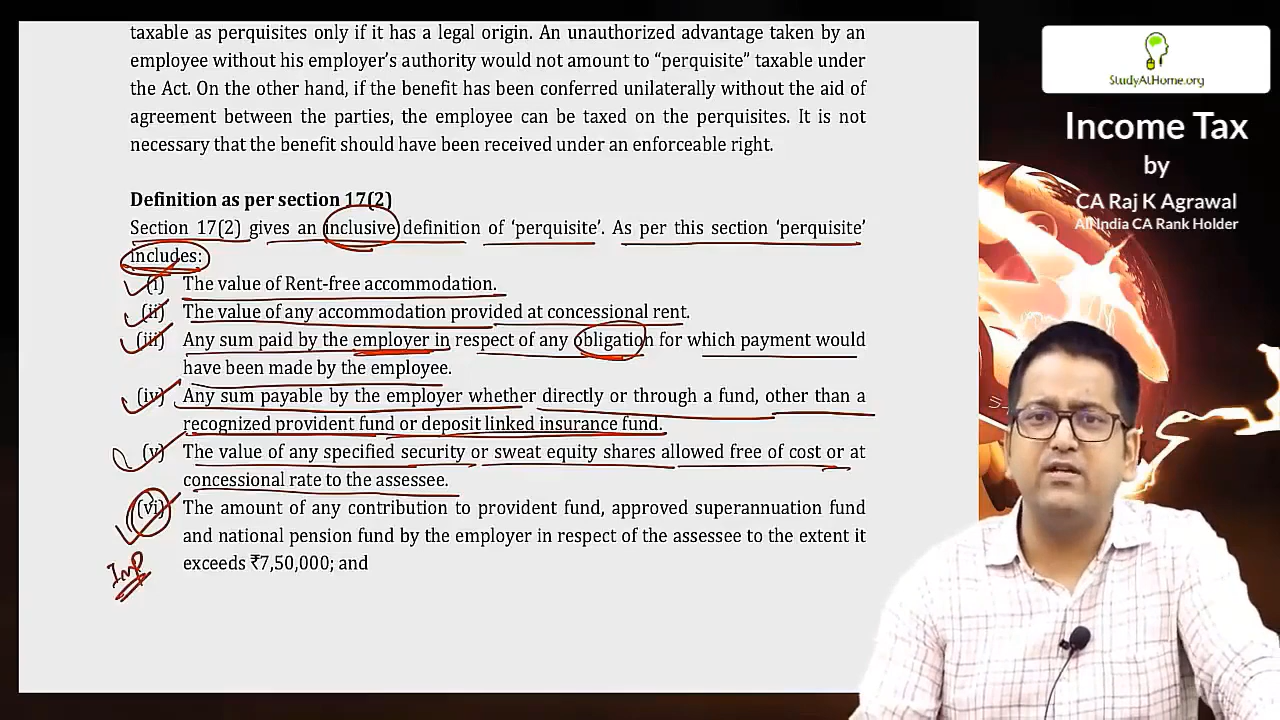 taxable as perquisites only if it has a legal origin. An unauthorized advantage taken by an
employee without his employer's authority would not amount to "perquisite" taxable under
the Act. On the other hand, if the benefit has been conferred unilaterally without the aid of
agreement between the parties, the employee can be taxed on the perquisites. It is not
necessary that the benefit should have been received under an enforceable right.
Definition as per section 17(2)
Section 17(2) gives an inclusive definition of 'perquisite'. As per this section 'perquisite'
includes:
(i) The value of Rent-free accommodation.
(ii) The value of any accommodation provided at concessional rent.
(iii) Any sum paid by the employer in respect of any obligation for which payment would
have been made by the employee.
(iv) Any sum payable by the employer whether directly or through a fund, other than a
recognized provident fund or deposit linked insurance fund.
(v) The value of any specified security or sweat equity shares allowed free of cost or at
concessional rate to the assessee.
(vi) The amount of any contribution to provident fund, approved superannuation fund
and national pension fund by the employer in respect of the assessee to the extent it
exceeds ₹7,50,000; and
Imp
StudyAtHome.org
Income Tax
by
CA Raj K Agrawal
All India CA Rank Holder